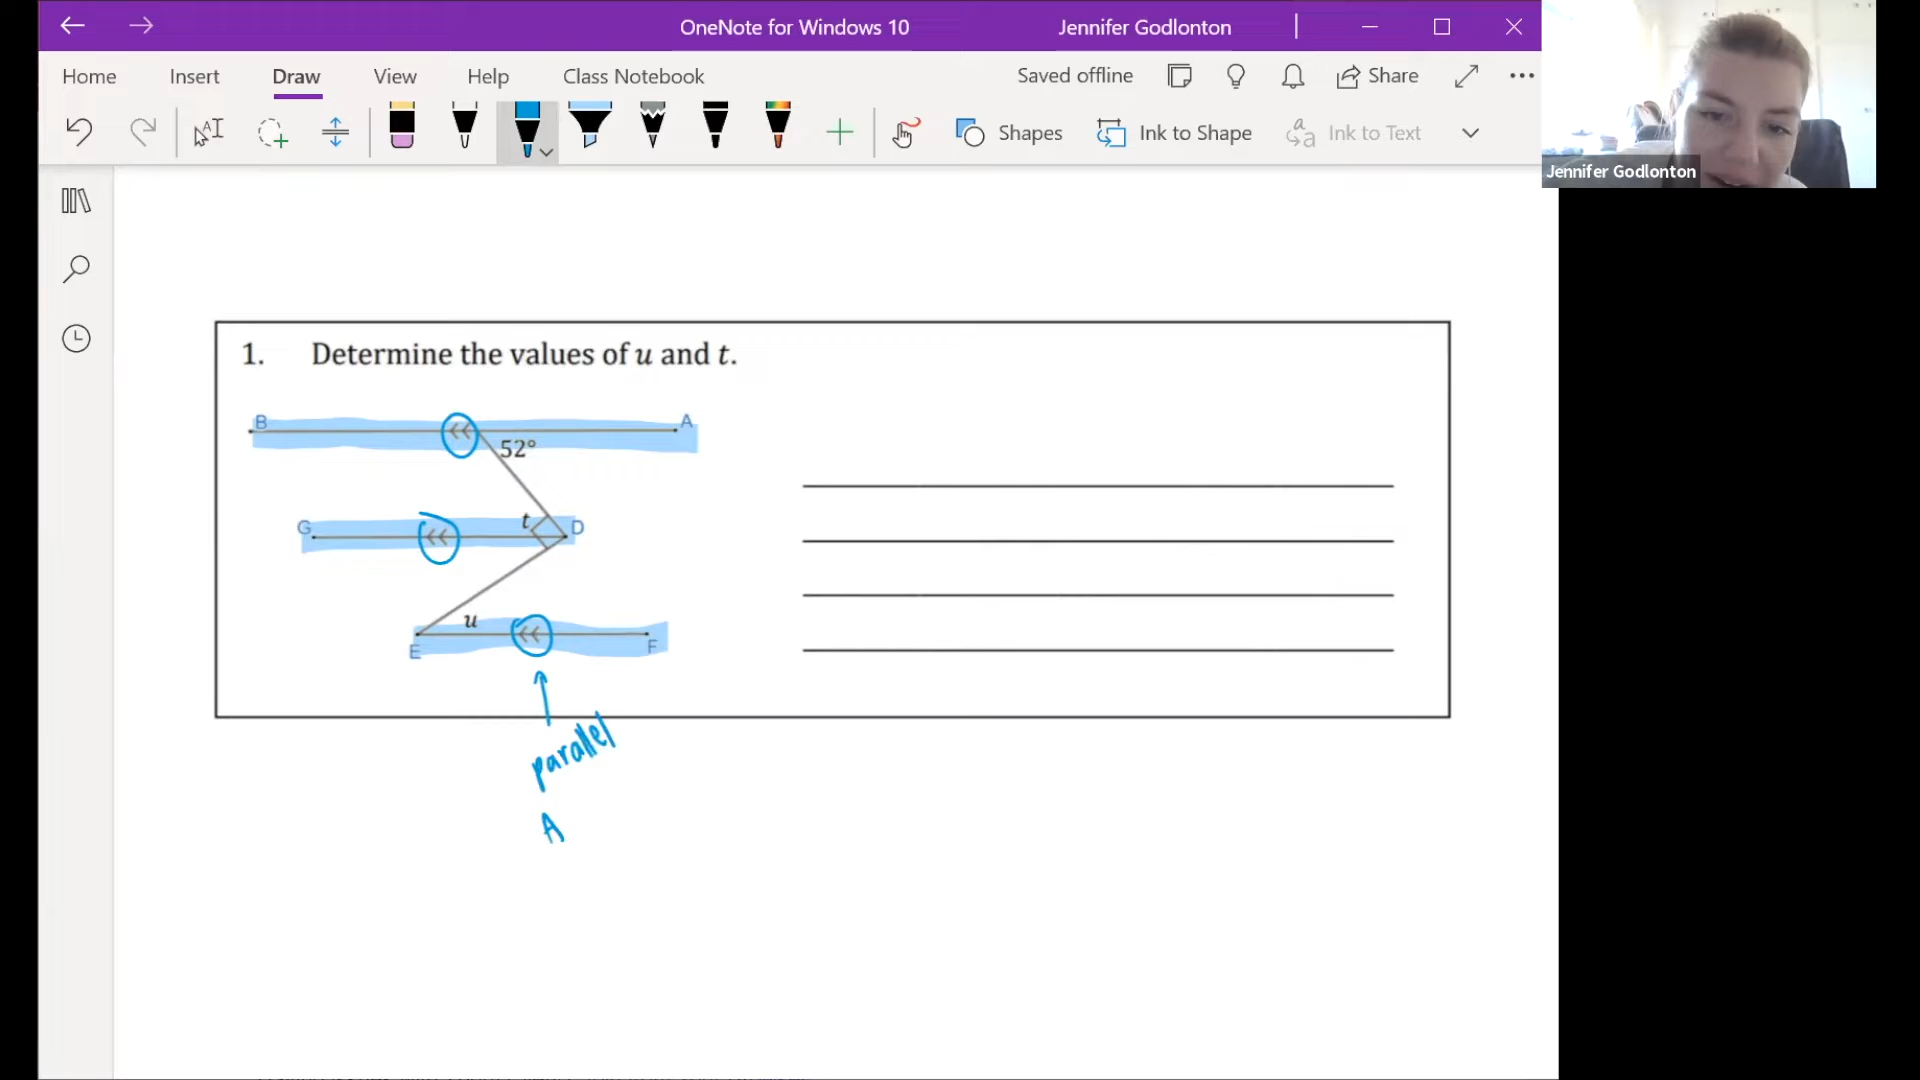 OneNote for Windows 10
Jennifer Godlonton
Home Insert Draw View Help Class Notebook
Saved offline
Share
Shapes
Ink to Shape
Ink to Text
Jennifer Godlonton
1. Determine the values of u and t.
B
A
52°
G
t
D
u
E
F
parallel
A